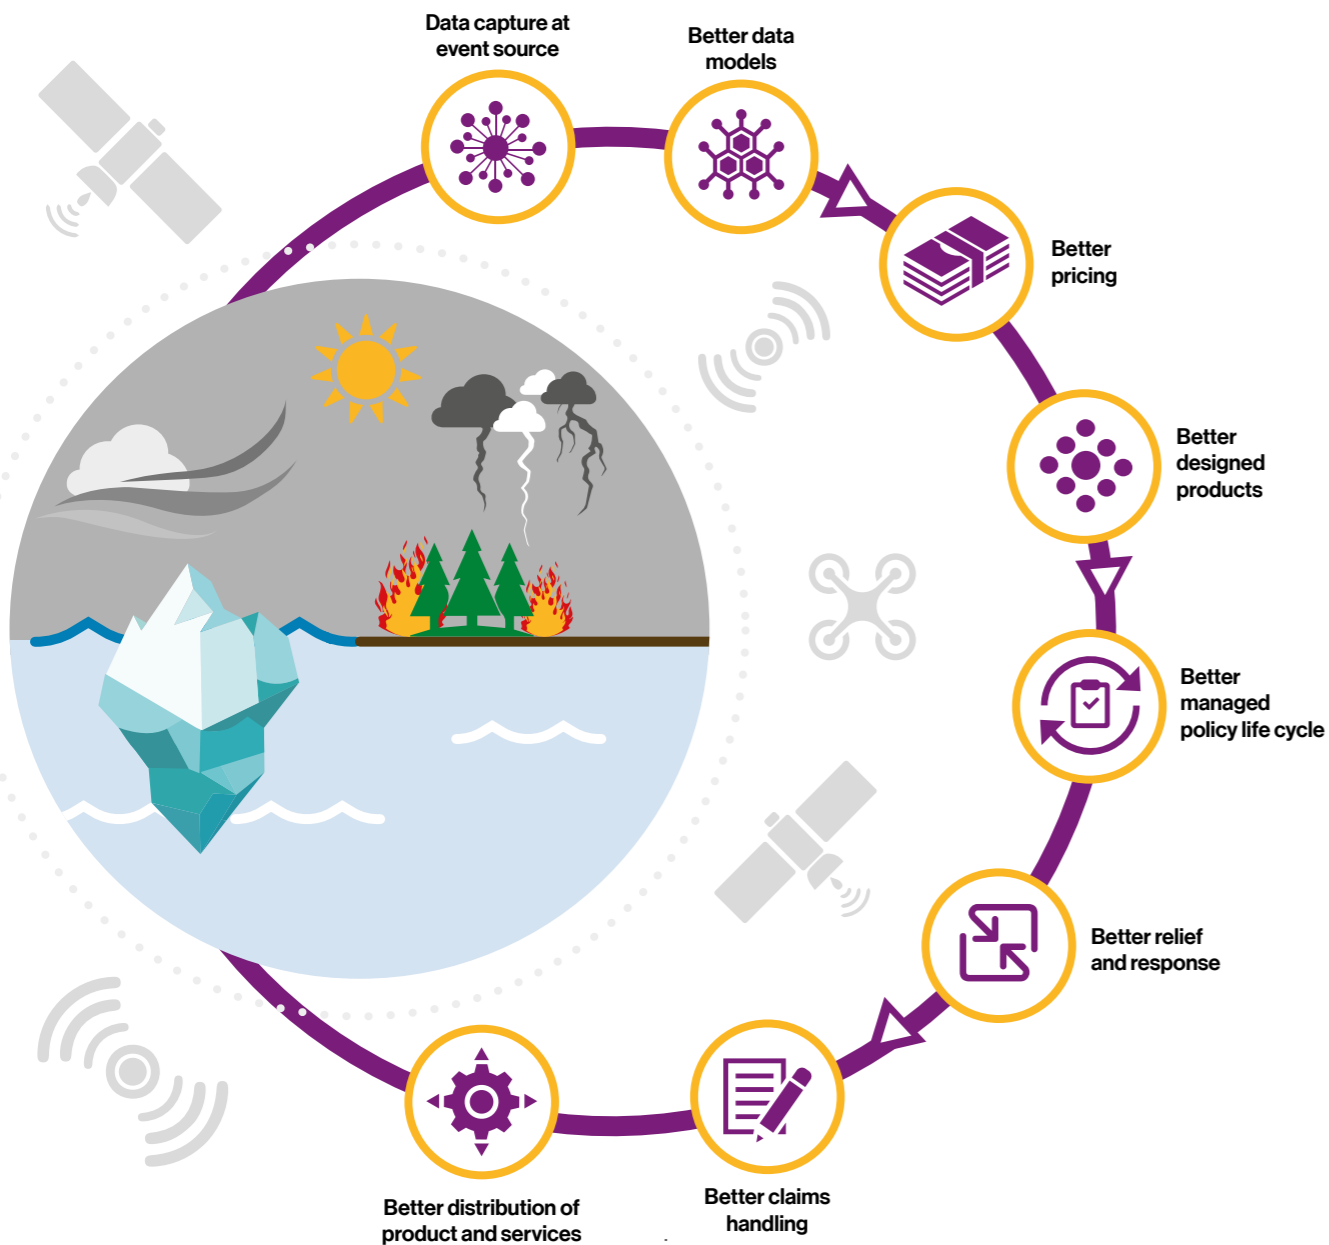 Data capture at
event source
Better data
models
Better
pricing
Better
designed
products
Better
managed
policy life cycle
Better relief
and response
Better claims
handling
Better distribution of
product and services